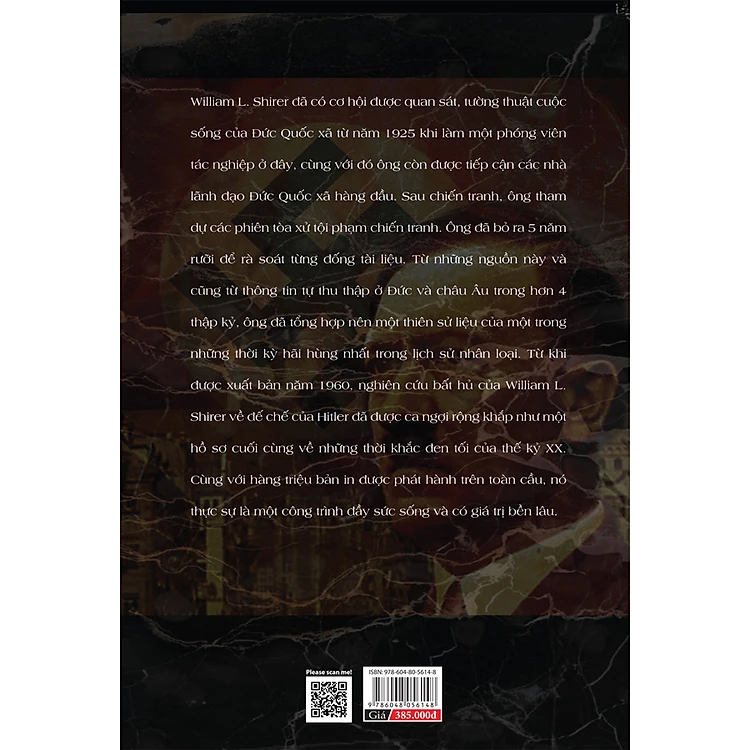 William L. Shirer đã có cơ hội được quan sát, tường thuật cuộc
sống của Đức Quốc xã từ năm 1925 khi làm một phóng viên
tác nghiệp ở đây, cùng với đó ông còn được tiếp cận các nhà
lãnh đạo Đức Quốc xã hàng đầu. Sau chiến tranh, ông tham
dự các phiên tòa xử tội phạm chiến tranh. Ông đã bỏ ra 5 năm
rưỡi để rà soát từng đống tài liệu. Từ những nguồn này và
cũng từ thông tin tự thu thập ở Đức và châu Âu trong hơn 4
thập kỷ, ông đã tổng hợp nên một thiên sử liệu của một trong
những thời kỳ hãi hùng nhất trong lịch sử nhân loại. Từ khi
được xuất bản năm 1960, nghiên cứu bất hủ của William L.
Shirer về đế chế của Hitler đã được ca ngợi rộng khắp như một
hồ sơ cuối cùng về những thời khắc đen tối của thế kỷ XX.
Cùng với hàng triệu bản in được phát hành trên toàn cầu, nó
thực sự là một công trình đầy sức sống và có giá trị bền lâu.
Please scan me!
ISBN: 978-604-80-5614-8
9 786048 056148
Giá 385.000đ